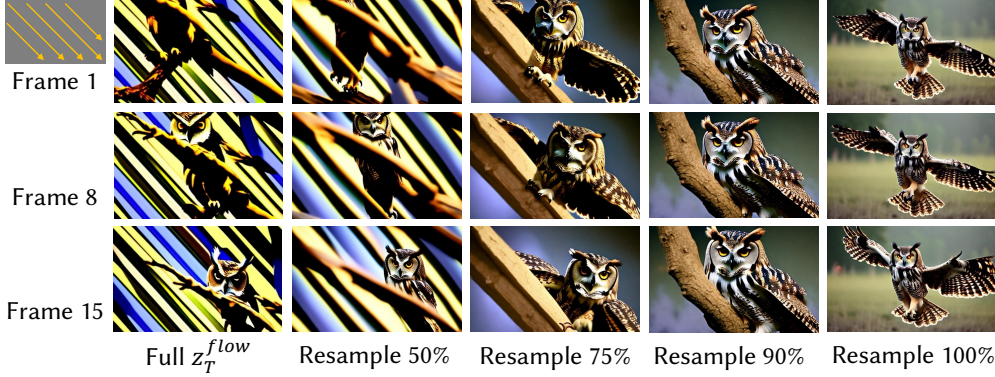 Frame 1
Frame 8
Frame 15
Full $z_T^{flow}$
Resample 50%
Resample 75%
Resample 90%
Resample 100%